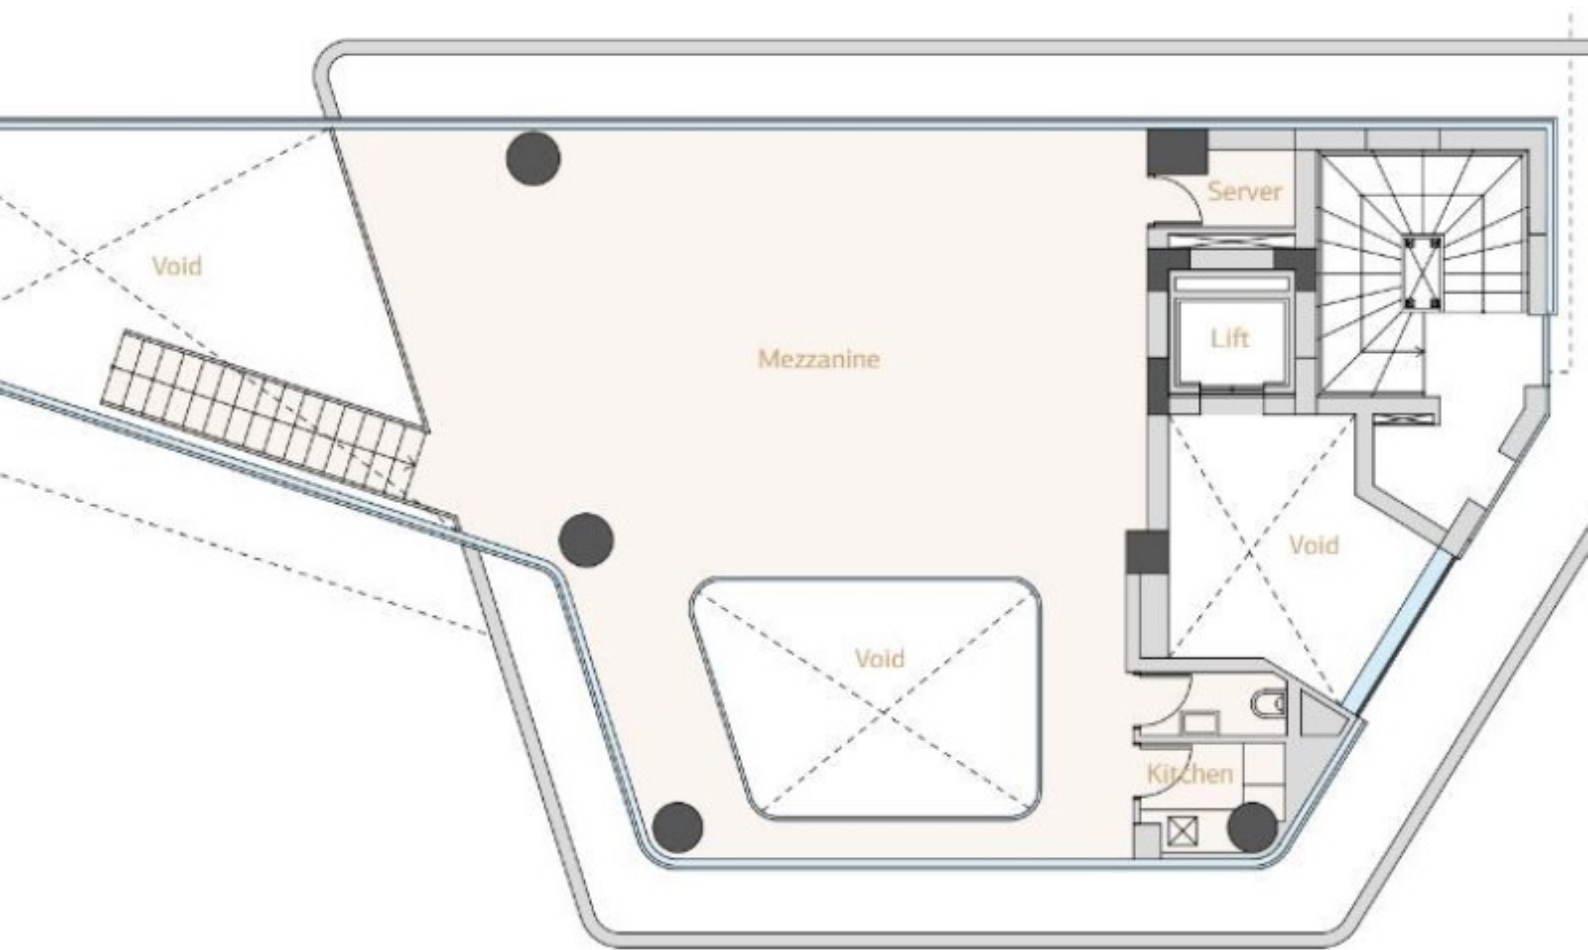 Server
Void
Lift
Mezzanine
Void
Void
Kitchen